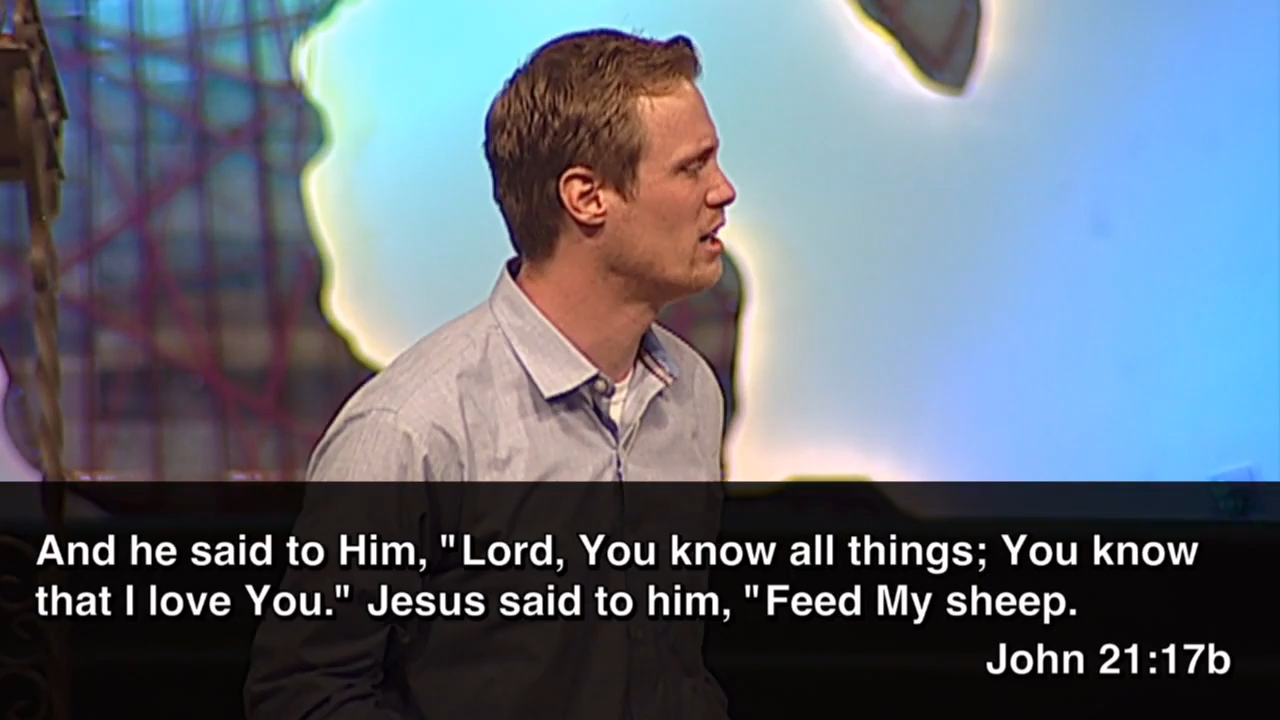 And he said to Him, "Lord, You know all things; You know
that I love You." Jesus said to him, "Feed My sheep.
John 21:17b